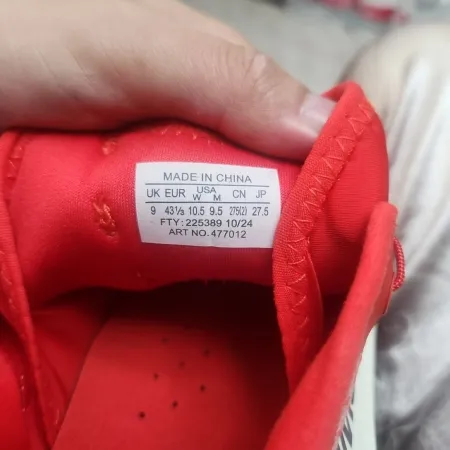 MADE IN CHINA
UK EUR USA W USA M CN JP
9 43⅓ 10.5 9.5 275(2) 27.5
FTY: 225389 10/24
ART NO. 477012